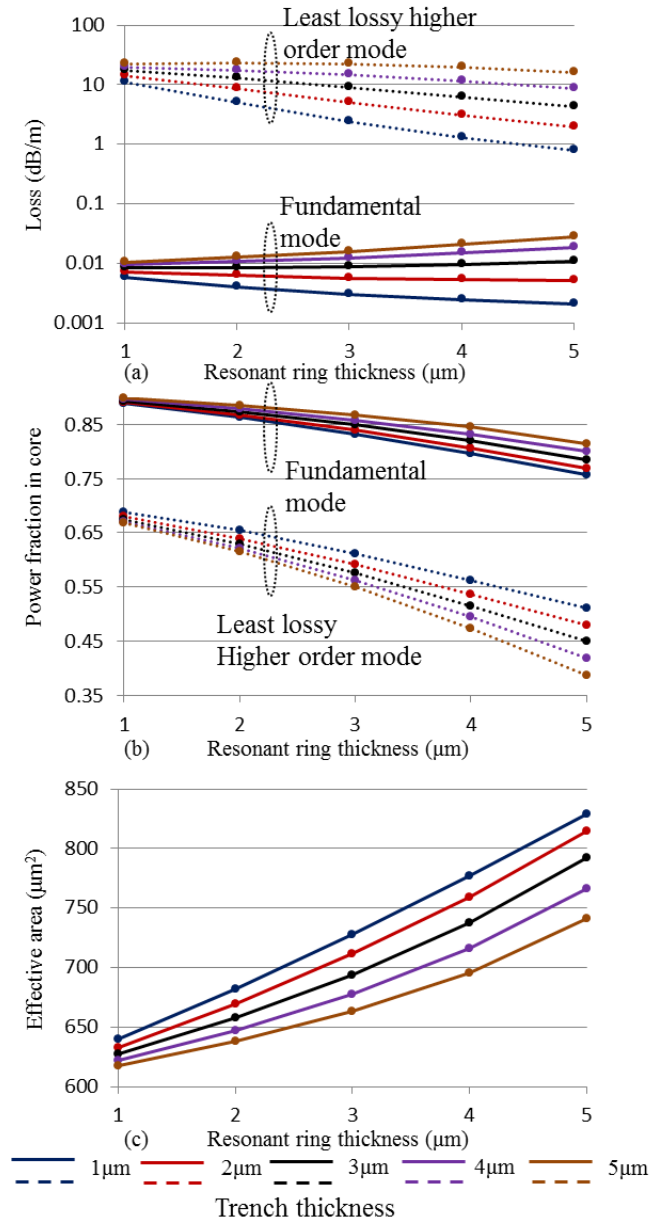 100
10
1
0.1
0.01
0.001
Loss (dB/m)
Least lossy higher
order mode
Fundamental
mode
1 2 3 4 5
(a) Resonant ring thickness (μm)
0.85
0.75
0.65
0.55
0.45
0.35
Power fraction in core
Fundamental
mode
Least lossy
Higher order mode
1 2 3 4 5
(b) Resonant ring thickness (μm)
850
800
750
700
650
600
Effective area (μm²)
1 2 3 4 5
(c) Resonant ring thickness (μm)
1μm 2μm 3μm 4μm 5μm
Trench thickness